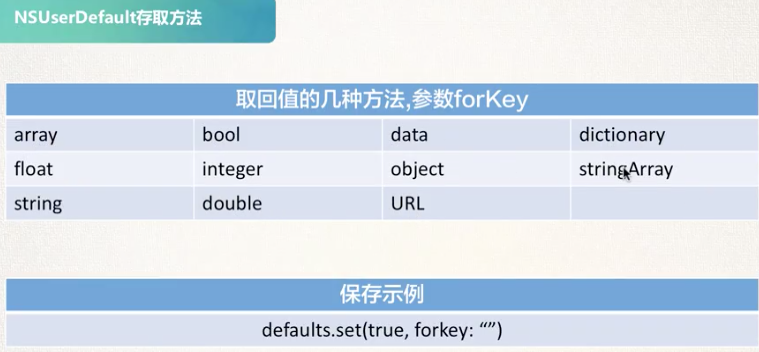 NSUserDefault存取方法
取回值的几种方法,参数forKey
array bool data dictionary
float integer object stringArray
string double URL
保存示例
defaults.set(true, forkey: “”)